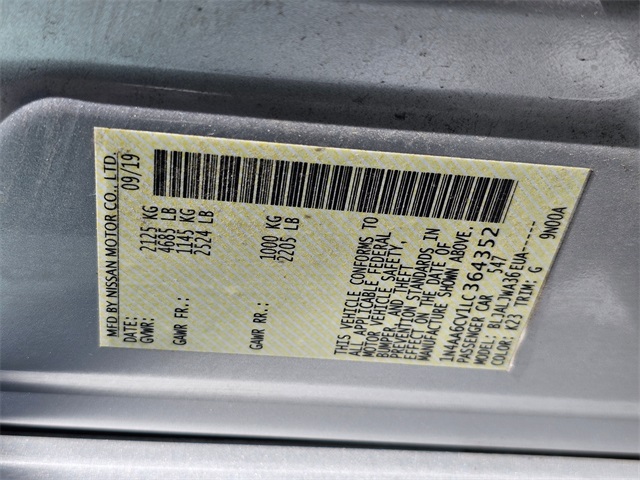 MFD BY NISSAN MOTOR CO., LTD.
DATE: 09/19
GVWR: 2125 KG
4685 LB
GAWR FR.: 1145 KG
2524 LB
GAWR RR.: 1000 KG
2205 LB
THIS VEHICLE CONFORMS TO
ALL APPLICABLE FEDERAL
MOTOR VEHICLE SAFETY,
BUMPER, AND THEFT
PREVENTION STANDARDS IN
EFFECT ON THE DATE OF
MANUFACTURE SHOWN ABOVE.
1N4AA6CV1LC364352
PASSENGER CAR S47
MODEL: BLJALJWA36EUA-----
COLOR: K23 TRIM: G 9N00A